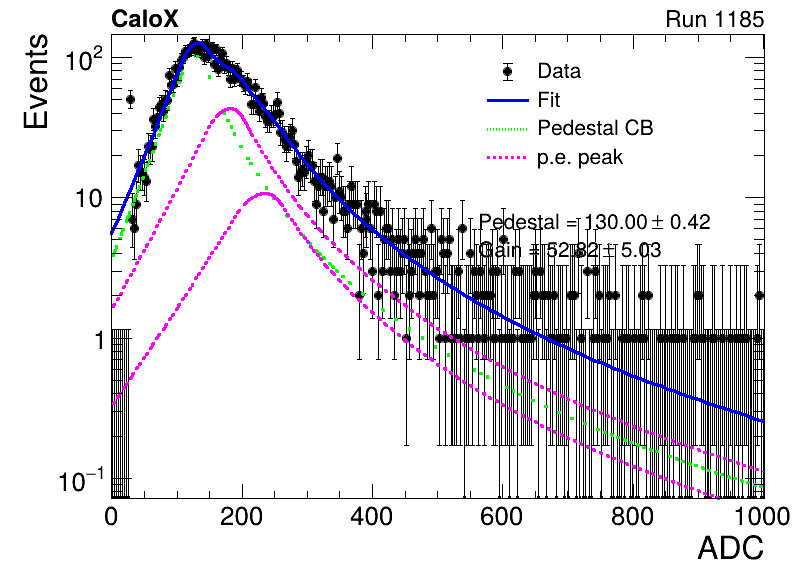 CaloX Run 1185
Events
Data
Fit
Pedestal CB
p.e. peak
Pedestal = 130.00 ± 0.42
Gain = 52.82 ± 5.03
10²
10
1
10⁻¹
0 200 400 600 800 1000
ADC